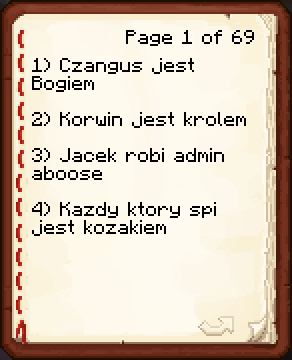 Page 1 of 69
1) Czangus jest
Bogiem
2) Korwin jest krolem
3) Jacek robi admin
aboose
4) Kazdy ktory spi
jest kozakiem